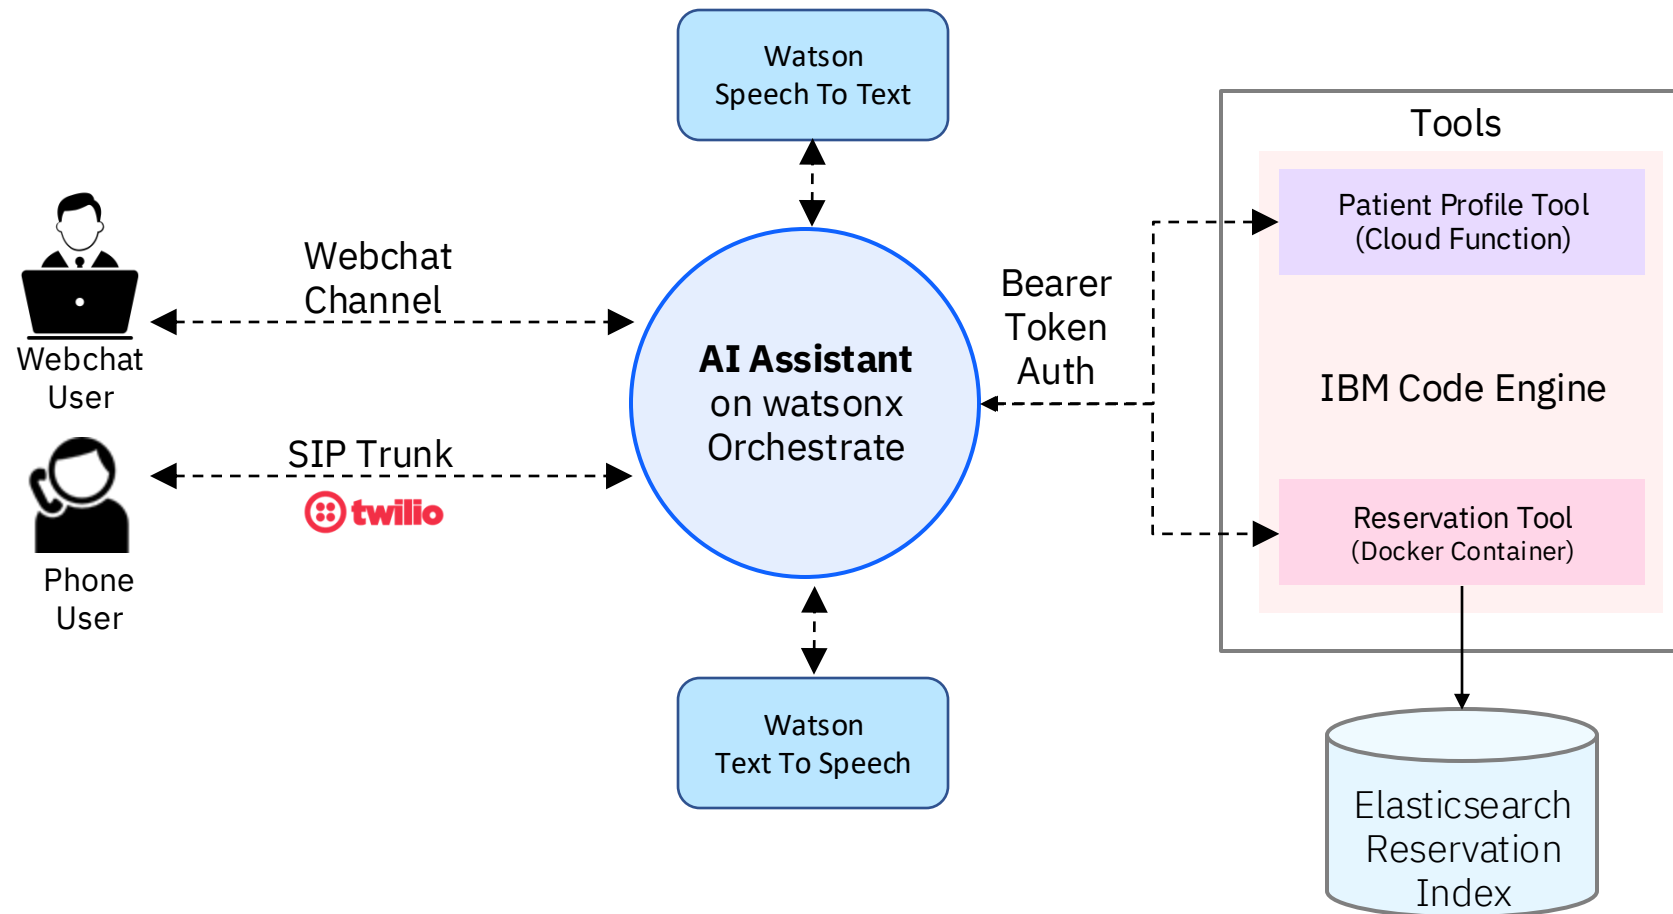 Watson
Speech To Text
Tools
Patient Profile Tool
(Cloud Function)
Webchat
Channel
Bearer
Token
Auth
Webchat
User
AI Assistant
on watsonx
Orchestrate
IBM Code Engine
SIP Trunk
twilio
Reservation Tool
(Docker Container)
Phone
User
Watson
Text To Speech
Elasticsearch
Reservation
Index